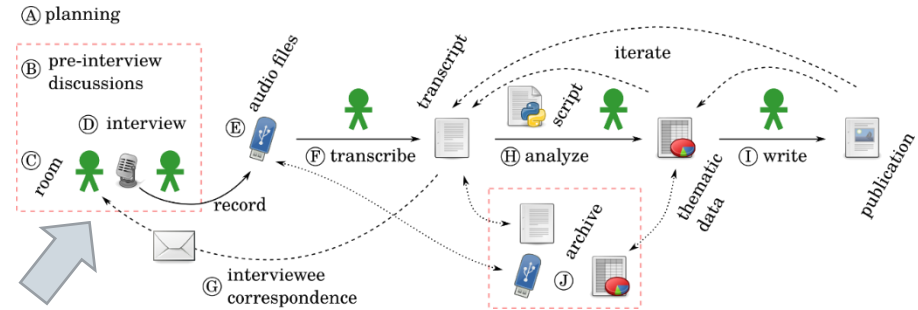 Ⓐ planning
Ⓑ pre-interview
discussions
Ⓓ interview
Ⓒ room
record
Ⓔ audio files
Ⓕ transcribe
Ⓖ interviewee
correspondence
transcript
script
Ⓗ analyze
iterate
thematic
data
Ⓘ write
publication
archive
Ⓙ